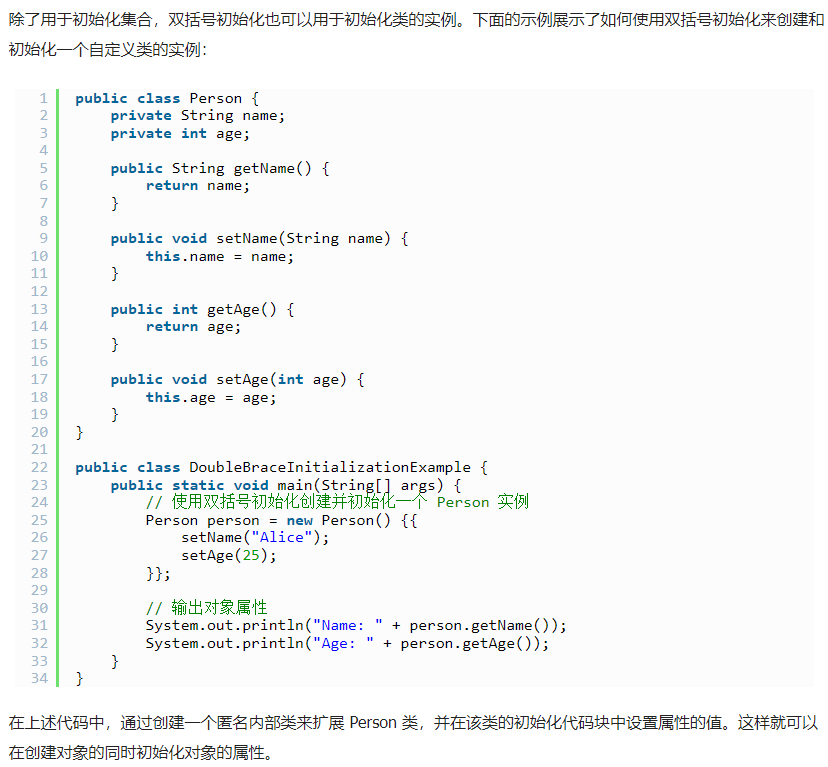 除了用于初始化集合，双括号初始化也可以用于初始化类的实例。下面的示例展示了如何使用双括号初始化来创建和
初始化一个自定义类的实例：
1 public class Person {
2     private String name;
3     private int age;
4
5     public String getName() {
6         return name;
7     }
8
9     public void setName(String name) {
10         this.name = name;
11     }
12
13     public int getAge() {
14         return age;
15     }
16
17     public void setAge(int age) {
18         this.age = age;
19     }
20 }
21
22 public class DoubleBraceInitializationExample {
23     public static void main(String[] args) {
24         // 使用双括号初始化创建并初始化一个 Person 实例
25         Person person = new Person() {{
26             setName("Alice");
27             setAge(25);
28         }};
29
30         // 输出对象属性
31         System.out.println("Name: " + person.getName());
32         System.out.println("Age: " + person.getAge());
33     }
34 }
在上述代码中，通过创建一个匿名内部类来扩展 Person 类，并在该类的初始化代码块中设置属性的值。这样就可以
在创建对象的同时初始化对象的属性。